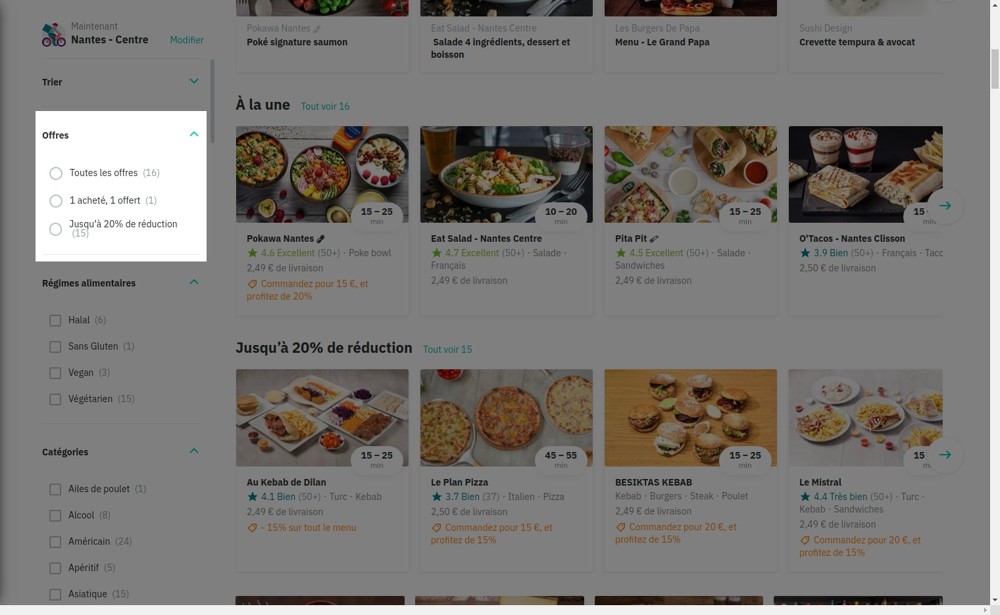 Maintenant
Nantes - Centre
Modifier
Trier
Offres
Toutes les offres (16)
1 acheté, 1 offert (1)
Jusqu’à 20% de réduction
(15)
Régimes alimentaires
Halal (6)
Sans Gluten (1)
Vegan (3)
Végétarien (15)
Catégories
Ailes de poulet (1)
Alcool (8)
Américain (24)
Apéritif (5)
Asiatique (15)
Pokawa Nantes
Poké signature saumon
Eat Salad - Nantes Centre
Salade 4 ingrédients, dessert et
boisson
Les Burgers De Papa
Menu - Le Grand Papa
Sushi Design
Crevette tempura & avocat
À la une Tout voir 16
15 – 25
min
Pokawa Nantes
4.6 Excellent (50+) · Poke bowl
2,49 € de livraison
Commandez pour 15 €, et
profitez de 20%
10 – 20
min
Eat Salad - Nantes Centre
4.7 Excellent (50+) · Salade ·
Français
2,49 € de livraison
15 – 25
min
Pita Pit
4.5 Excellent (50+) · Salade ·
Sandwiches
2,49 € de livraison
15
min
O'Tacos - Nantes Clisson
3.9 Bien (50+) · Français · Taco
2,50 € de livraison
Jusqu’à 20% de réduction Tout voir 15
15 – 25
min
Au Kebab de Dilan
4.1 Bien (50+) · Turc · Kebab
2,49 € de livraison
- 15% sur tout le menu
45 – 55
min
Le Plan Pizza
3.7 Bien (37) · Italien · Pizza
2,50 € de livraison
Commandez pour 15 €, et
profitez de 15%
15 – 25
min
BESIKTAS KEBAB
Kebab · Burgers · Steak · Poulet
2,49 € de livraison
Commandez pour 20 €, et
profitez de 15%
15
Le Mistral
4.4 Très bien (50+) · Turc ·
Kebab · Sandwiches
2,49 € de livraison
Commandez pour 20 €, et
profitez de 15%